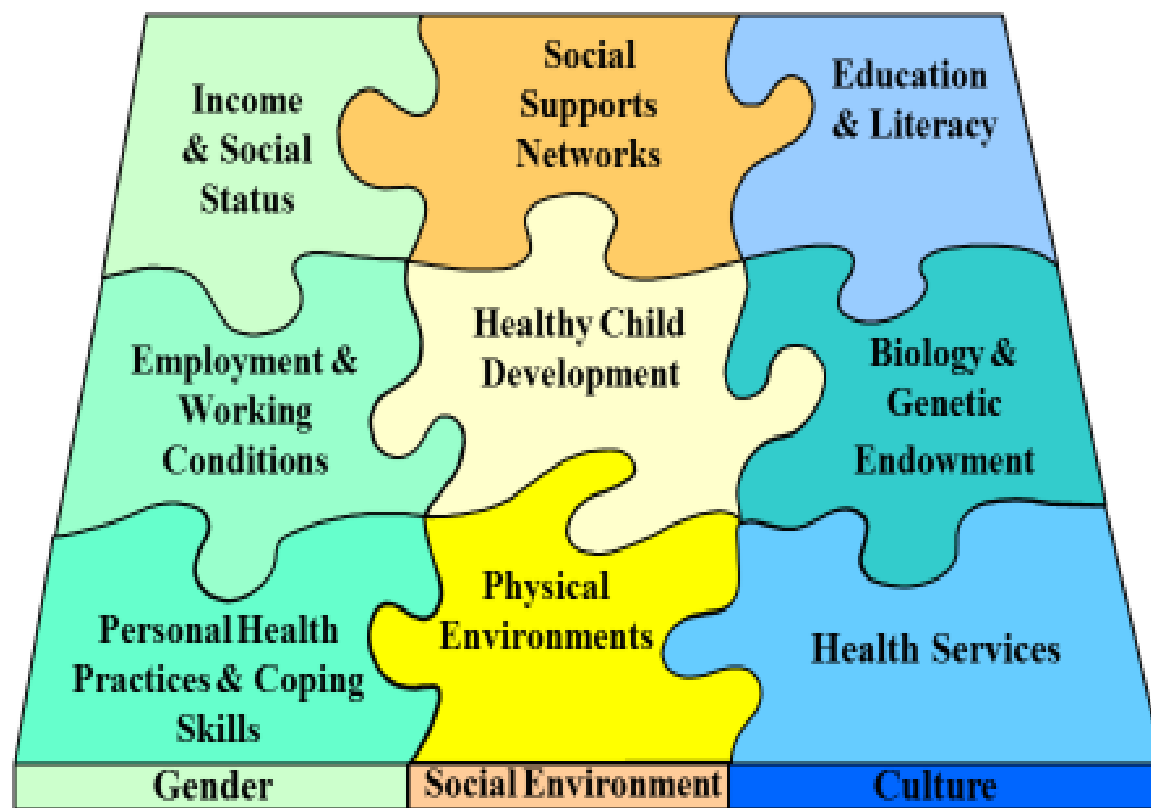 Income
& Social
Status
Social
Supports
Networks
Education
& Literacy
Employment &
Working
Conditions
Healthy Child
Development
Biology &
Genetic
Endowment
Personal Health
Practices & Coping
Skills
Physical
Environments
Health Services
Gender
Social Environment
Culture